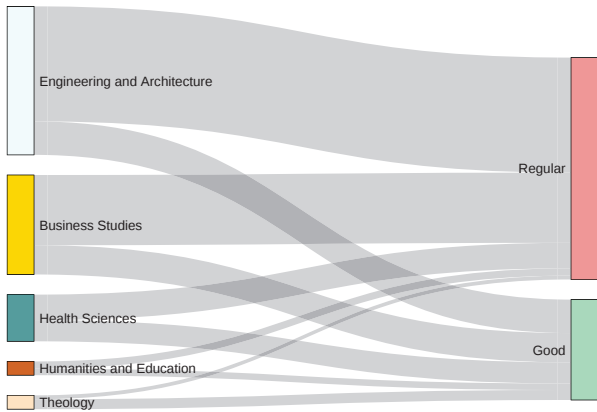 Engineering and Architecture
Regular
Business Studies
Health Sciences
Good
Humanities and Education
Theology